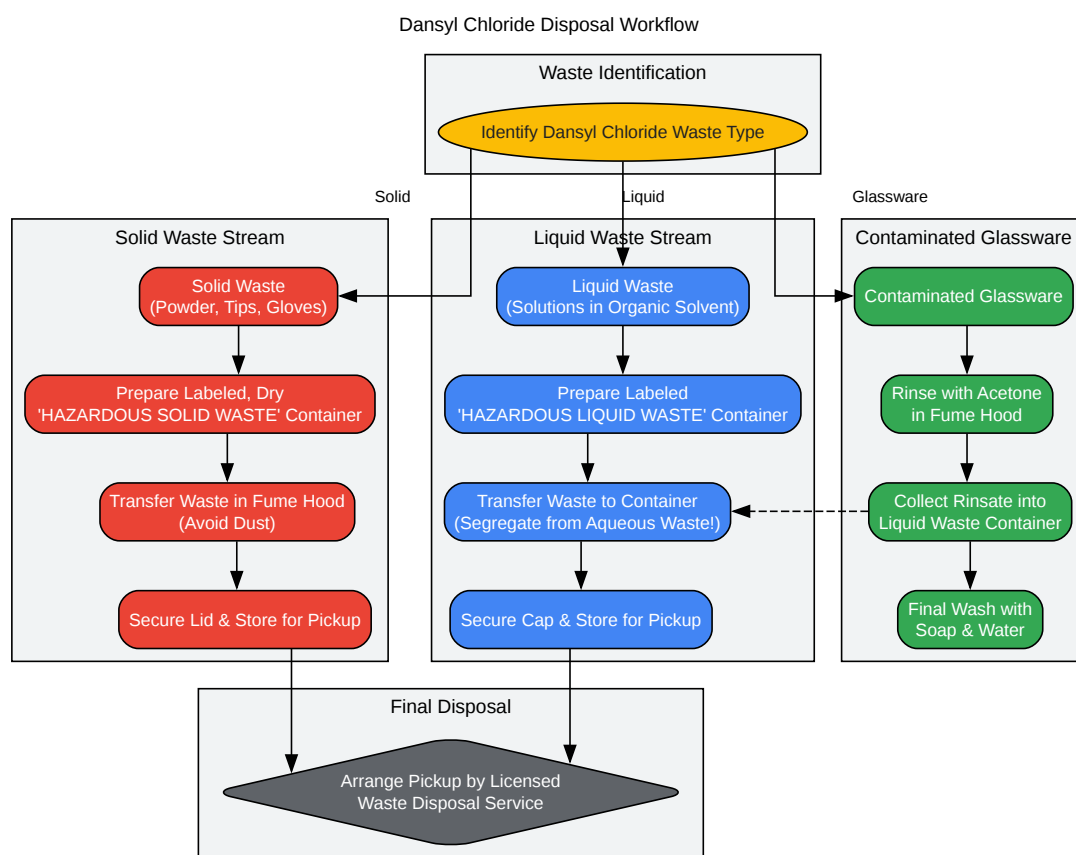 Dansyl Chloride Disposal Workflow
Waste Identification
Identify Dansyl Chloride Waste Type
Solid
Liquid
Glassware
Solid Waste Stream
Solid Waste
(Powder, Tips, Gloves)
Prepare Labeled, Dry
'HAZARDOUS SOLID WASTE' Container
Transfer Waste in Fume Hood
(Avoid Dust)
Secure Lid & Store for Pickup
Liquid Waste Stream
Liquid Waste
(Solutions in Organic Solvent)
Prepare Labeled
'HAZARDOUS LIQUID WASTE' Container
Transfer Waste to Container
(Segregate from Aqueous Waste!)
Secure Cap & Store for Pickup
Contaminated Glassware
Contaminated Glassware
Rinse with Acetone
in Fume Hood
Collect Rinsate into
Liquid Waste Container
Final Wash with
Soap & Water
Final Disposal
Arrange Pickup by Licensed
Waste Disposal Service